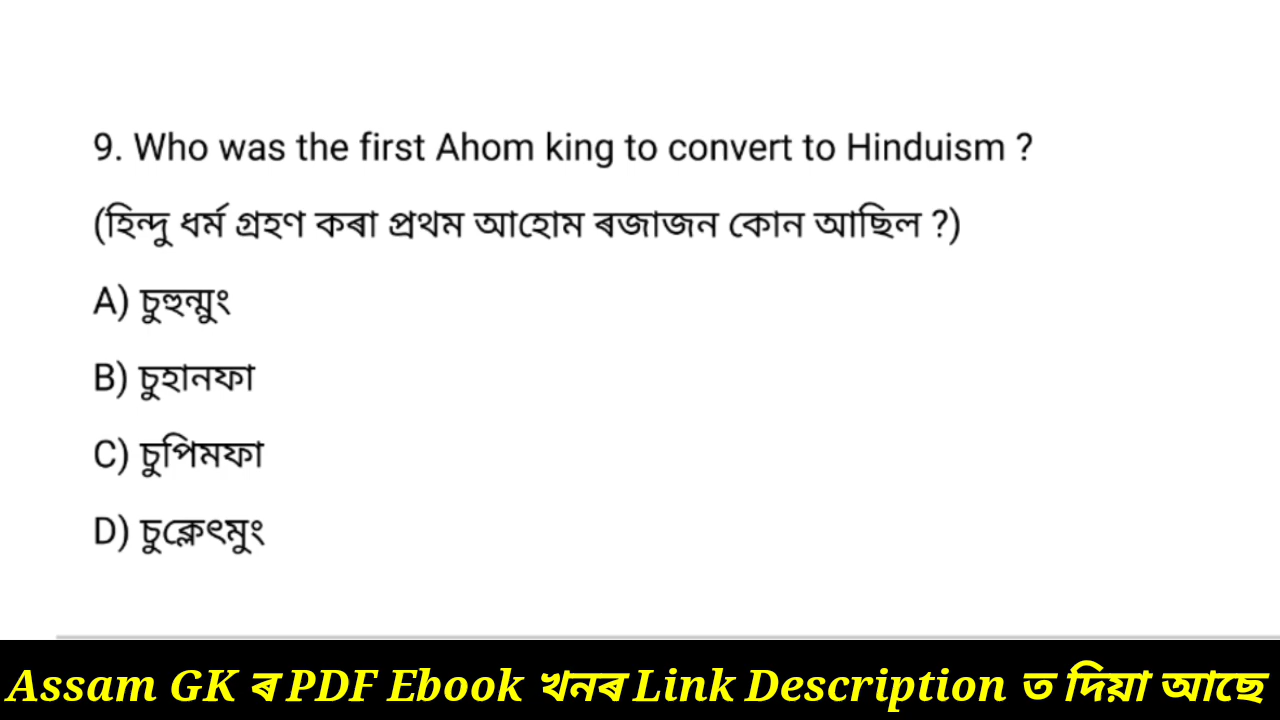 9. Who was the first Ahom king to convert to Hinduism ?
(হিন্দু ধৰ্ম গ্ৰহণ কৰা প্ৰথম আহোম ৰজাজন কোন আছিল ?)
A) চুহুন্মুং
B) চুহানফা
C) চুপিমফা
D) চুক্লেংমুং
Assam GK ৰ PDF Ebook খনৰ Link Description ত দিয়া আছে